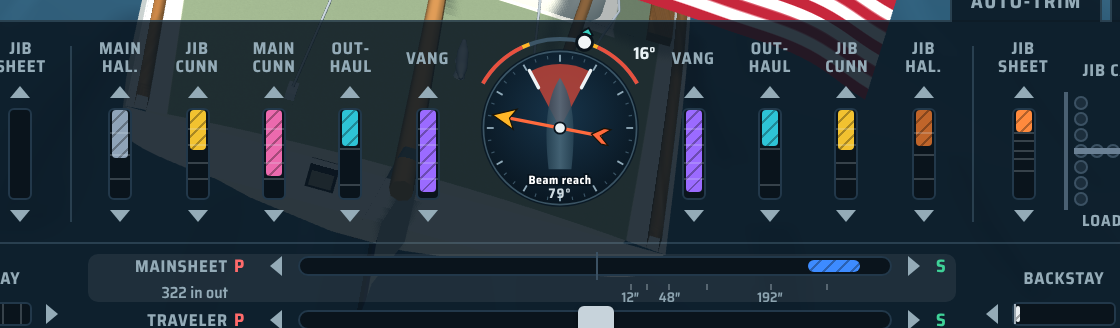 AUTO-TRIM
JIB
SHEET
MAIN
HAL.
JIB
CUNN
MAIN
CUNN
OUT-
HAUL
VANG
16°
VANG
OUT-
HAUL
JIB
CUNN
JIB
HAL.
JIB
SHEET
JIB C
Beam reach
79°
LOAD
MAINSHEET P
S
322 in out
12" 48" 192"
AY
BACKSTAY
TRAVELER P
S